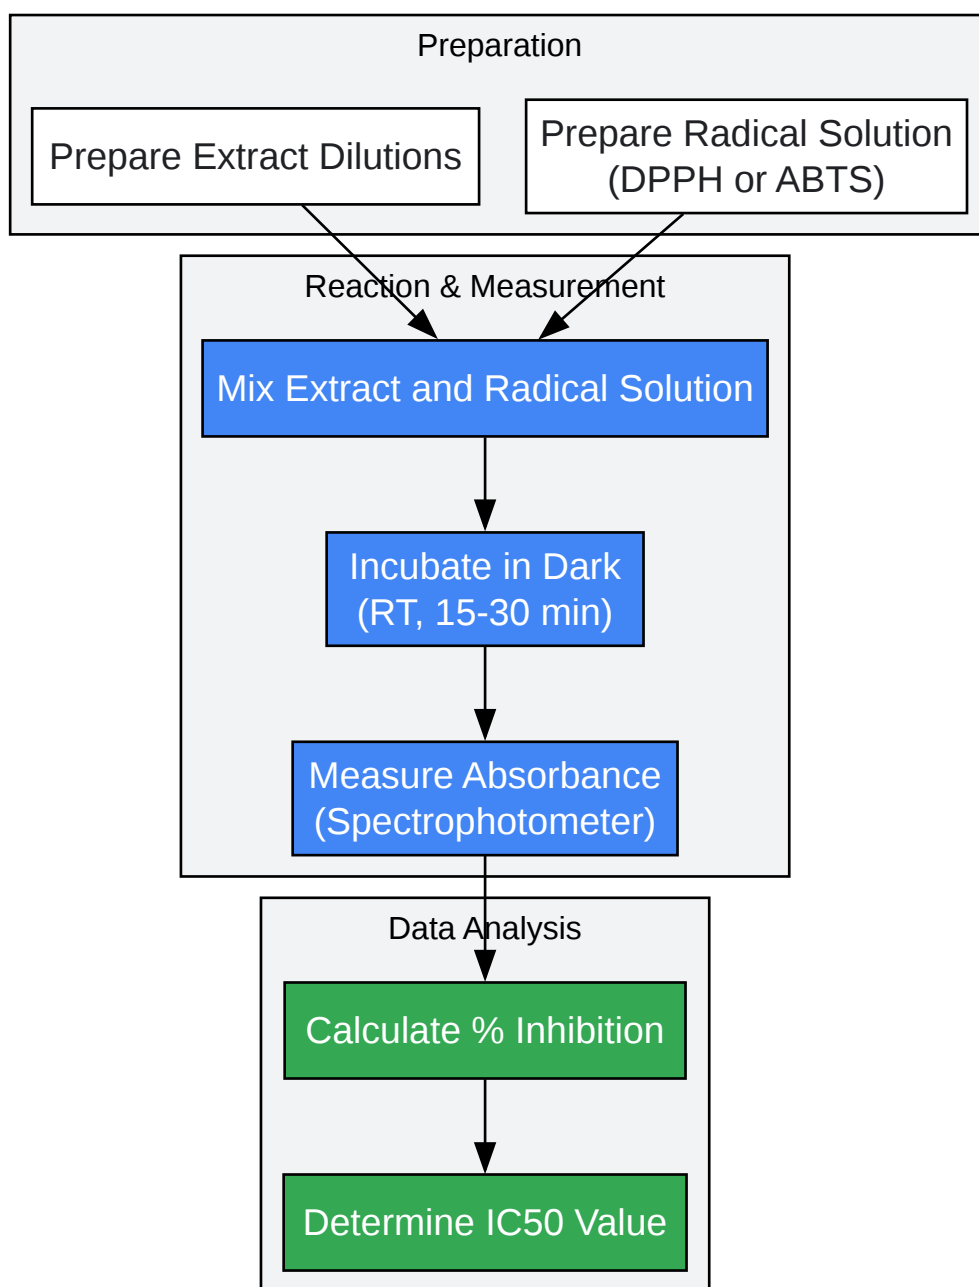 Preparation
Prepare Extract Dilutions
Prepare Radical Solution
(DPPH or ABTS)
Reaction & Measurement
Mix Extract and Radical Solution
Incubate in Dark
(RT, 15-30 min)
Measure Absorbance
(Spectrophotometer)
Data Analysis
Calculate % Inhibition
Determine IC50 Value